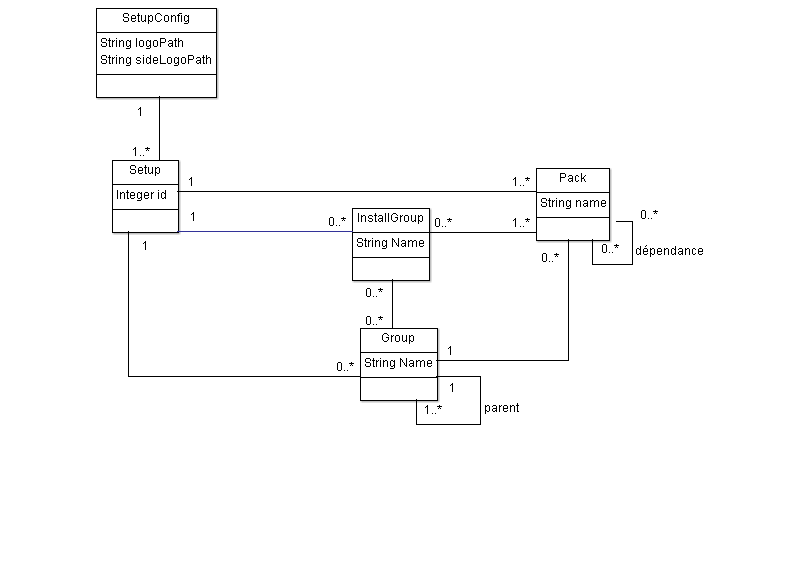 SetupConfig
String logoPath
String sideLogoPath
1
1..*
Setup
Integer id
1
1..*
Pack
String name
1
0..*
InstallGroup
String Name
0..*
1..*
0..*
0..*
dépendance
1
0..*
0..*
0..*
Group
String Name
1
0..*
1
1..*
parent